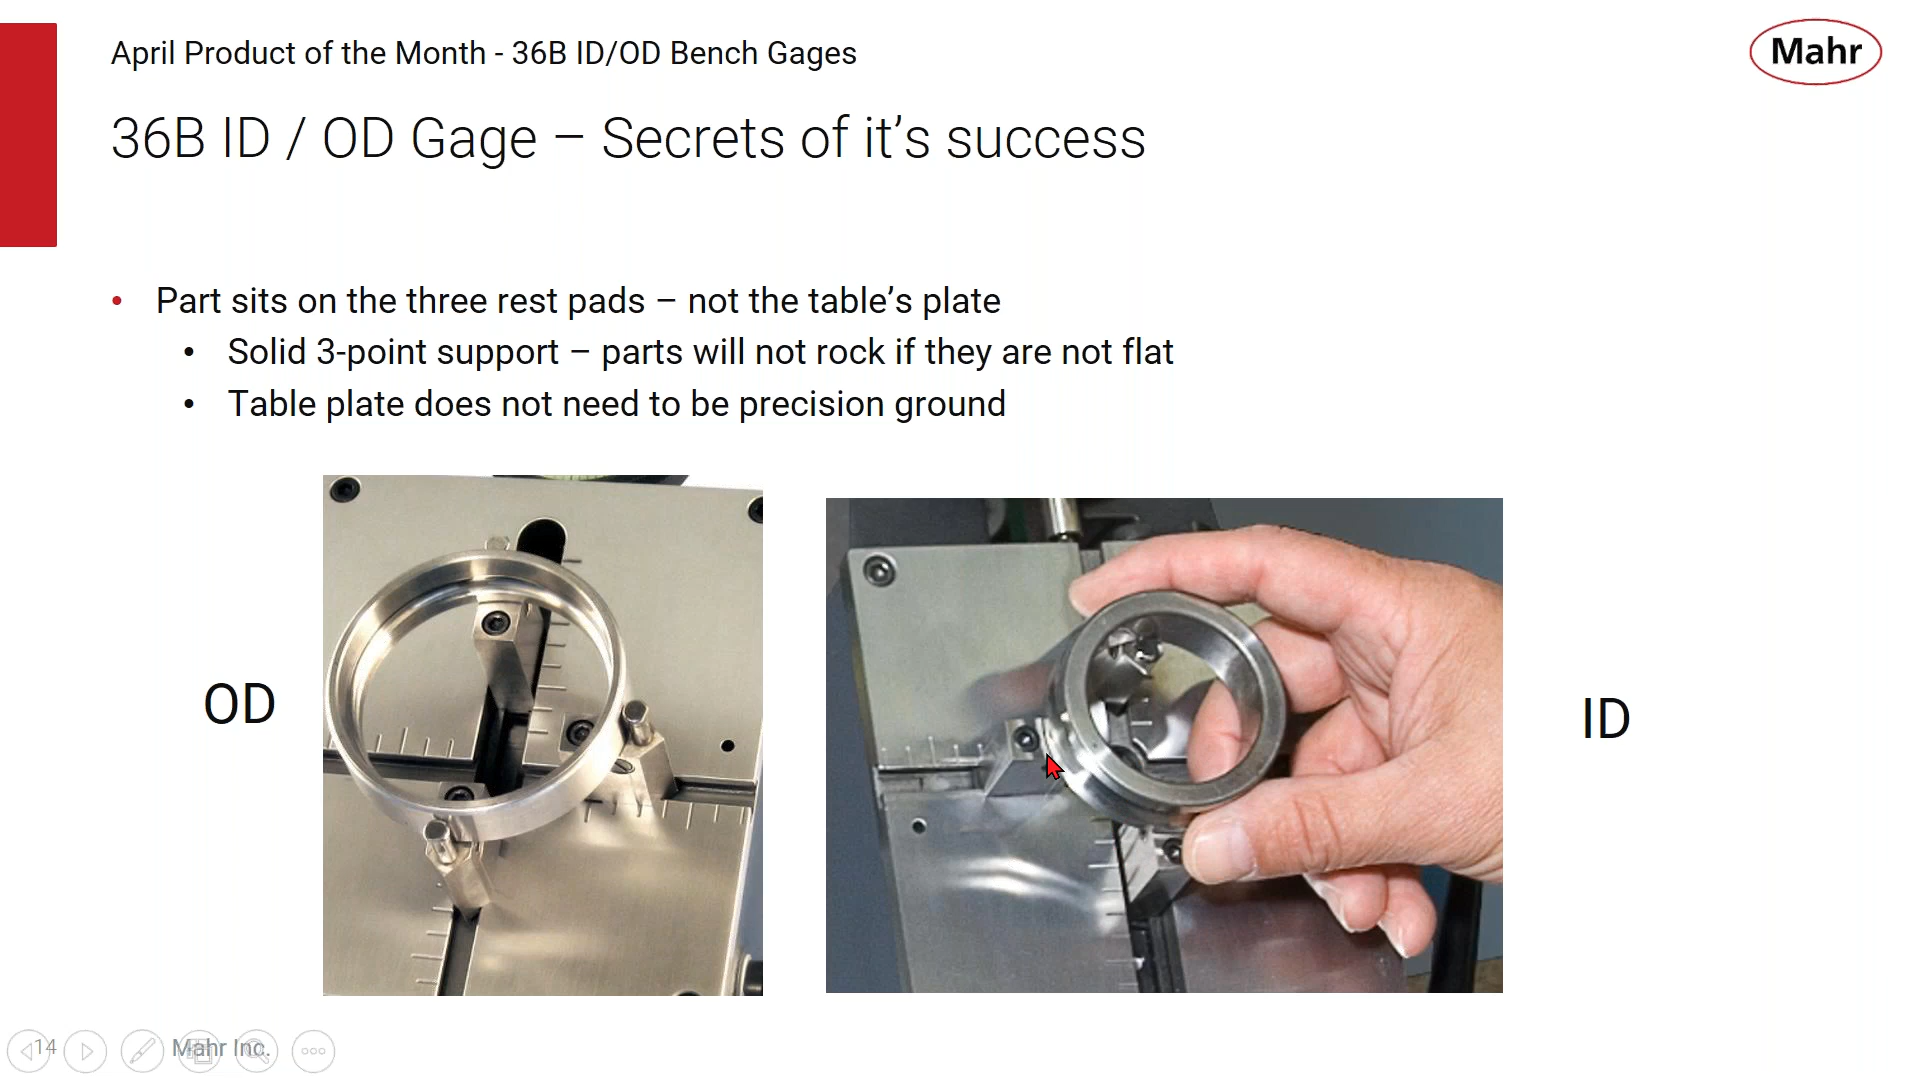 April Product of the Month - 36B ID/OD Bench Gages
Mahr
36B ID / OD Gage – Secrets of it’s success
• Part sits on the three rest pads – not the table’s plate
• Solid 3-point support – parts will not rock if they are not flat
• Table plate does not need to be precision ground
OD
ID
14 Mahr Inc.